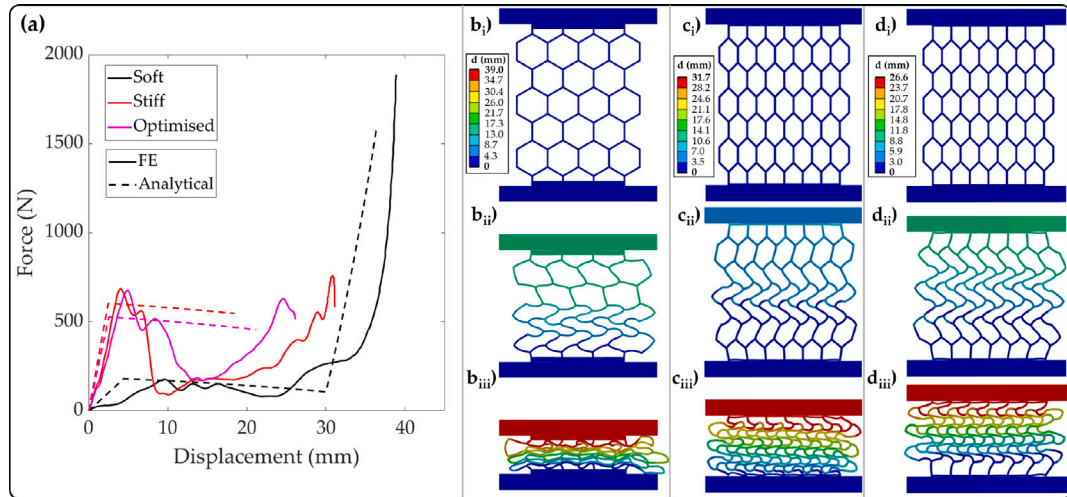 (a)
2000
1500
1000
500
0
Force (N)
0
10
20
30
40
Displacement (mm)
Soft
Stiff
Optimised
FE
Analytical
bi)
d (mm)
39.0
34.7
30.4
26.0
21.7
17.3
13.0
8.7
4.3
0
bii)
biii)
ci)
d (mm)
31.7
28.2
24.6
21.1
17.6
14.1
10.6
7.0
3.5
0
cii)
ciii)
di)
d (mm)
26.6
23.7
20.7
17.8
14.8
11.8
8.9
5.9
3.0
0
dii)
diii)